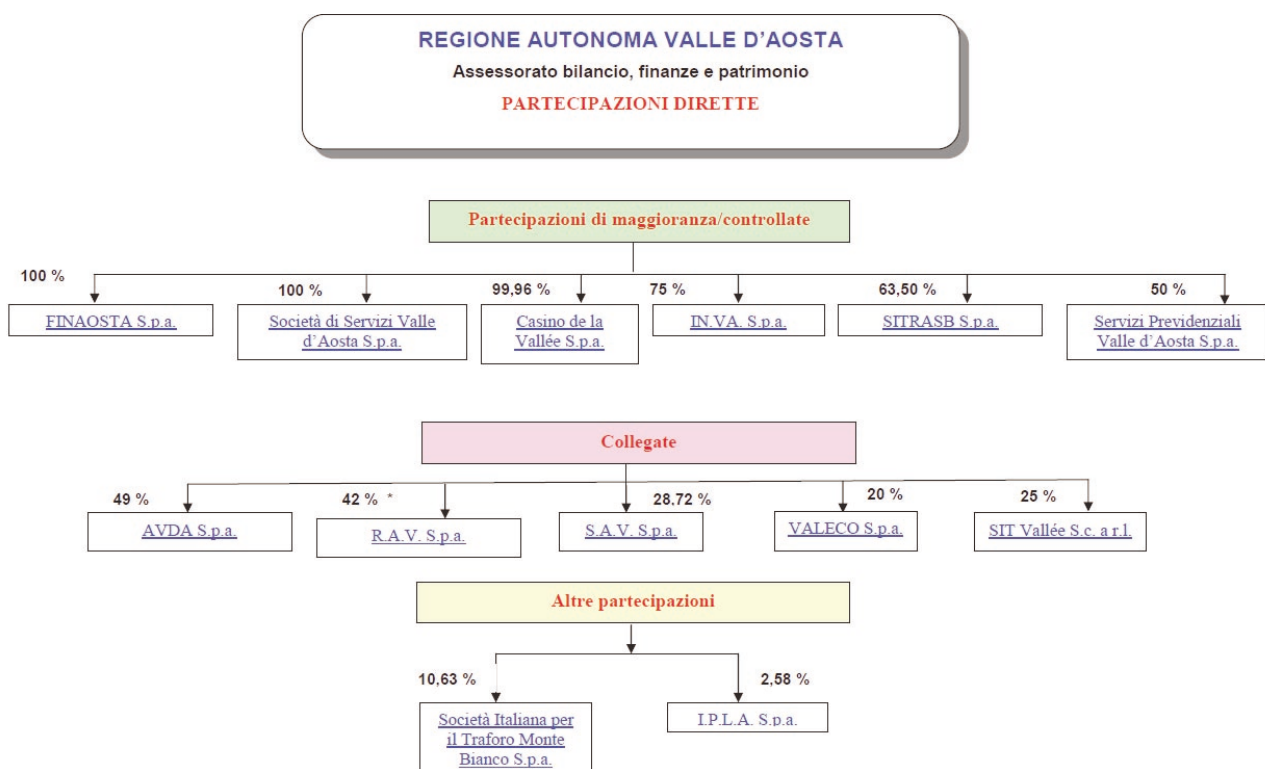 REGIONE AUTONOMA VALLE D'AOSTA
Assessorato bilancio, finanze e patrimonio
PARTECIPAZIONI DIRETTE
Partecipazioni di maggioranza/controllate
100 %
FINAOSTA S.p.a.
100 %
Società di Servizi Valle
d'Aosta S.p.a.
99,96 %
Casino de la
Vallée S.p.a.
75 %
IN.VA. S.p.a.
63,50 %
SITRASB S.p.a.
50 %
Servizi Previdenziali
Valle d'Aosta S.p.a.
Collegate
49 %
AVDA S.p.a.
42 % *
R.A.V. S.p.a.
28,72 %
S.A.V. S.p.a.
20 %
VALECO S.p.a.
25 %
SIT Vallée S.c. a r.l.
Altre partecipazioni
10,63 %
Società Italiana per
il Traforo Monte
Bianco S.p.a.
2,58 %
I.P.L.A. S.p.a.